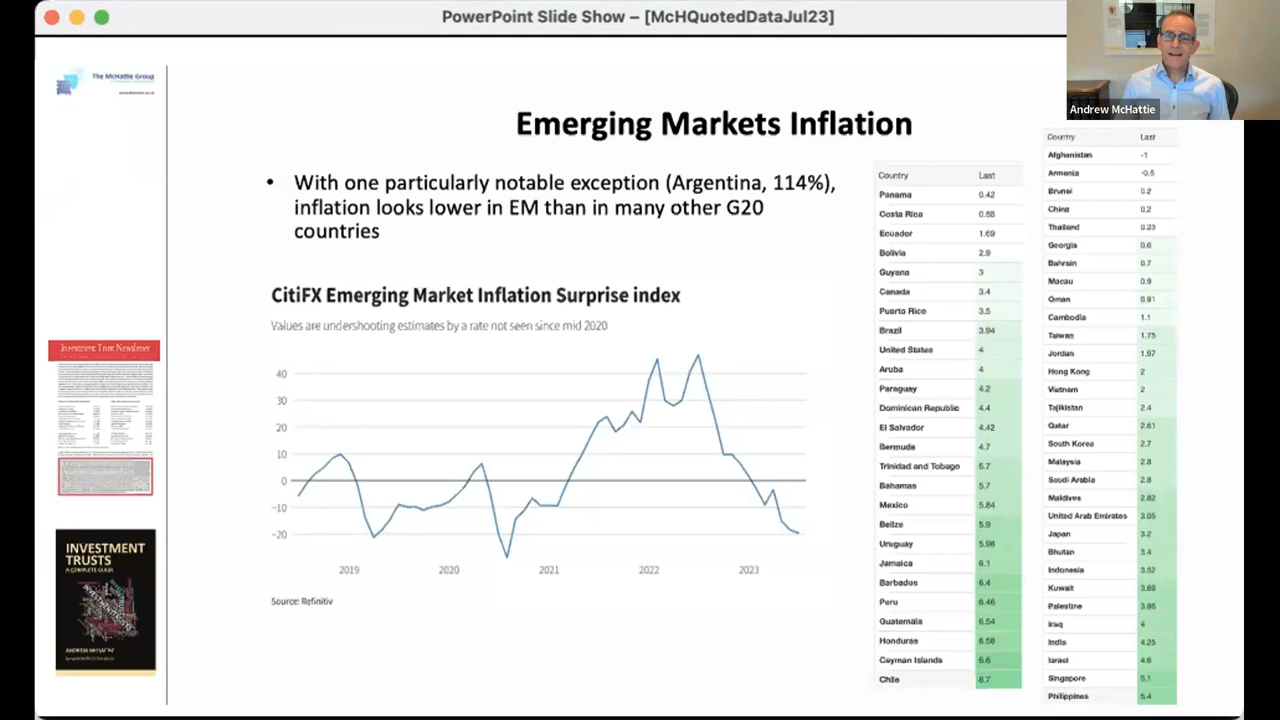 PowerPoint Slide Show – [McHQuotedDataJul23]
Andrew McHattie
The McHattie Group
Emerging Markets Inflation
• With one particularly notable exception (Argentina, 114%),
inflation looks lower in EM than in many other G20
countries
CitiFX Emerging Market Inflation Surprise index
Values are undershooting estimates by a rate not seen since mid 2020
40
30
20
10
0
−10
−20
2019 2020 2021 2022 2023
Source: Refinitiv
Investment Trust Newsletter
INVESTMENT
TRUSTS
A COMPLETE GUIDE
ANDREW McHATTIE
Country Last
Panama 0.42
Costa Rica 0.88
Ecuador 1.69
Bolivia 2.9
Guyana 3
Canada 3.4
Puerto Rico 3.5
Brazil 3.94
United States 4
Aruba 4
Paraguay 4.2
Dominican Republic 4.4
El Salvador 4.42
Bermuda 4.7
Trinidad and Tobago 5.7
Bahamas 5.7
Mexico 5.84
Belize 5.9
Uruguay 5.98
Jamaica 6.1
Barbados 6.4
Peru 6.46
Guatemala 6.54
Honduras 6.58
Cayman Islands 6.6
Chile 8.7
Country Last
Afghanistan -1
Armenia -0.5
Brunei 0.2
China 0.2
Thailand 0.23
Georgia 0.6
Bahrain 0.7
Macau 0.9
Oman 0.91
Cambodia 1.1
Taiwan 1.75
Jordan 1.97
Hong Kong 2
Vietnam 2
Tajikistan 2.4
Qatar 2.61
South Korea 2.7
Malaysia 2.8
Saudi Arabia 2.8
Maldives 2.82
United Arab Emirates 3.05
Japan 3.2
Bhutan 3.4
Indonesia 3.52
Kuwait 3.69
Palestine 3.86
Iraq 4
India 4.25
Israel 4.6
Singapore 5.1
Philippines 5.4